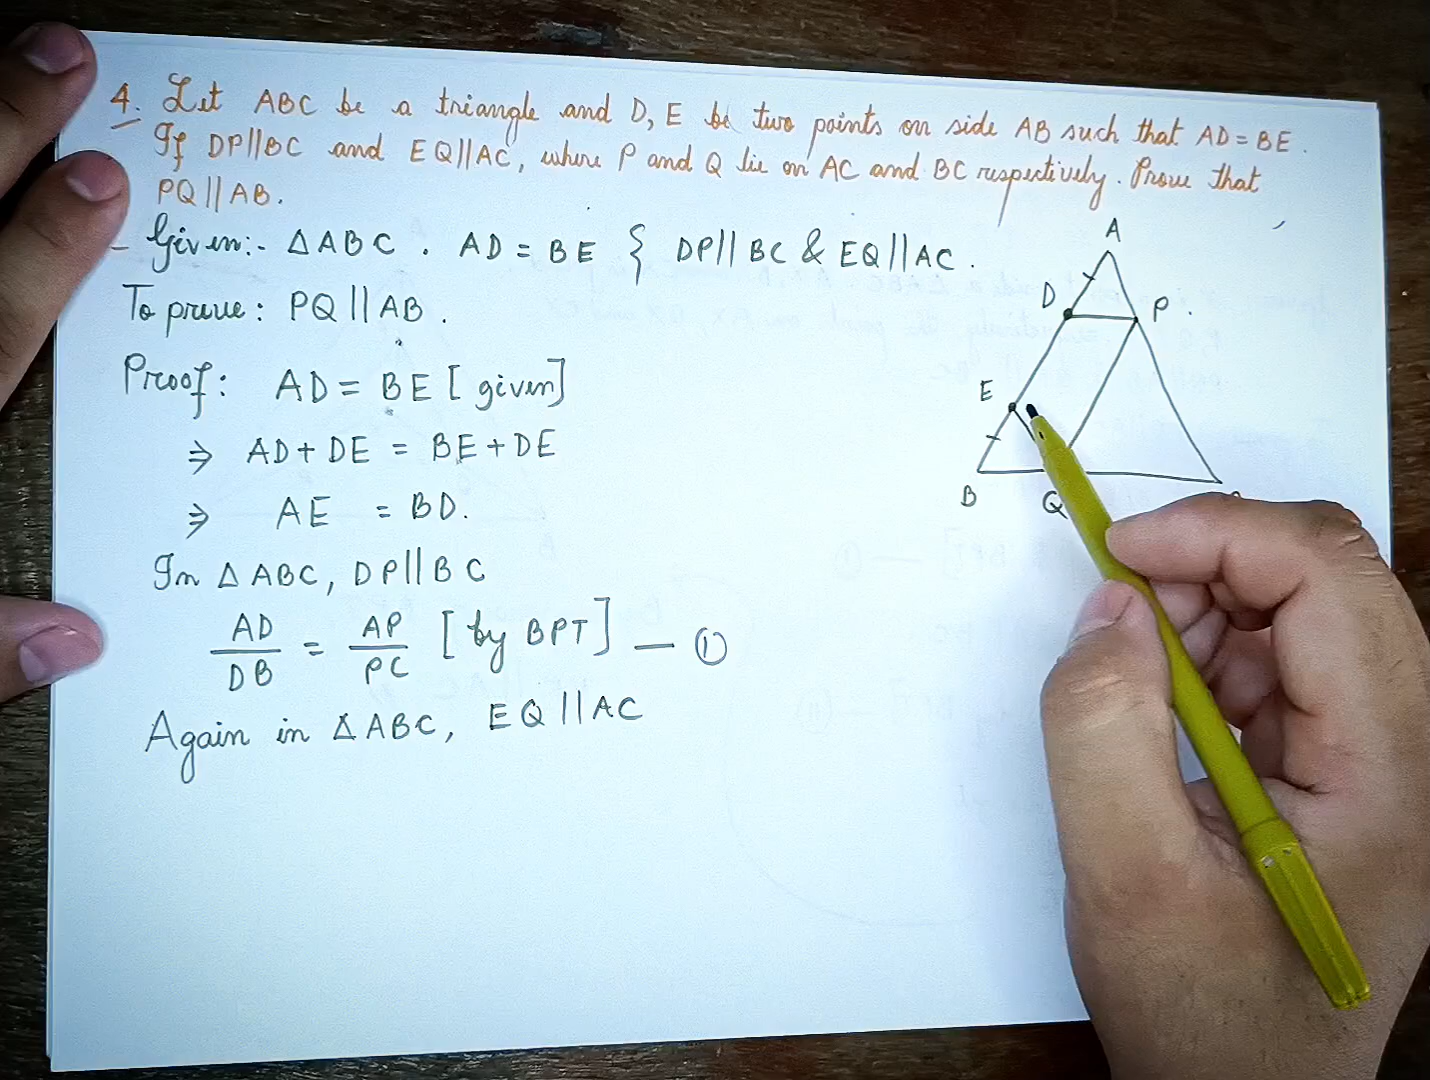 4. Let ABC be a triangle and D, E be two points on side AB such that AD = BE.
If DP||BC and EQ||AC, where P and Q lie on AC and BC respectively. Prove that
PQ || AB.
Given:- △ABC . AD = BE { DP|| BC & EQ||AC .
To prove: PQ || AB .
Proof: AD = BE [given]
⇒ AD + DE = BE + DE
⇒ AE = BD.
In △ABC, DP||BC
AD/DB = AP/PC [by BPT] — ①
Again in △ABC, EQ ||AC
A
D
P .
E
B
Q